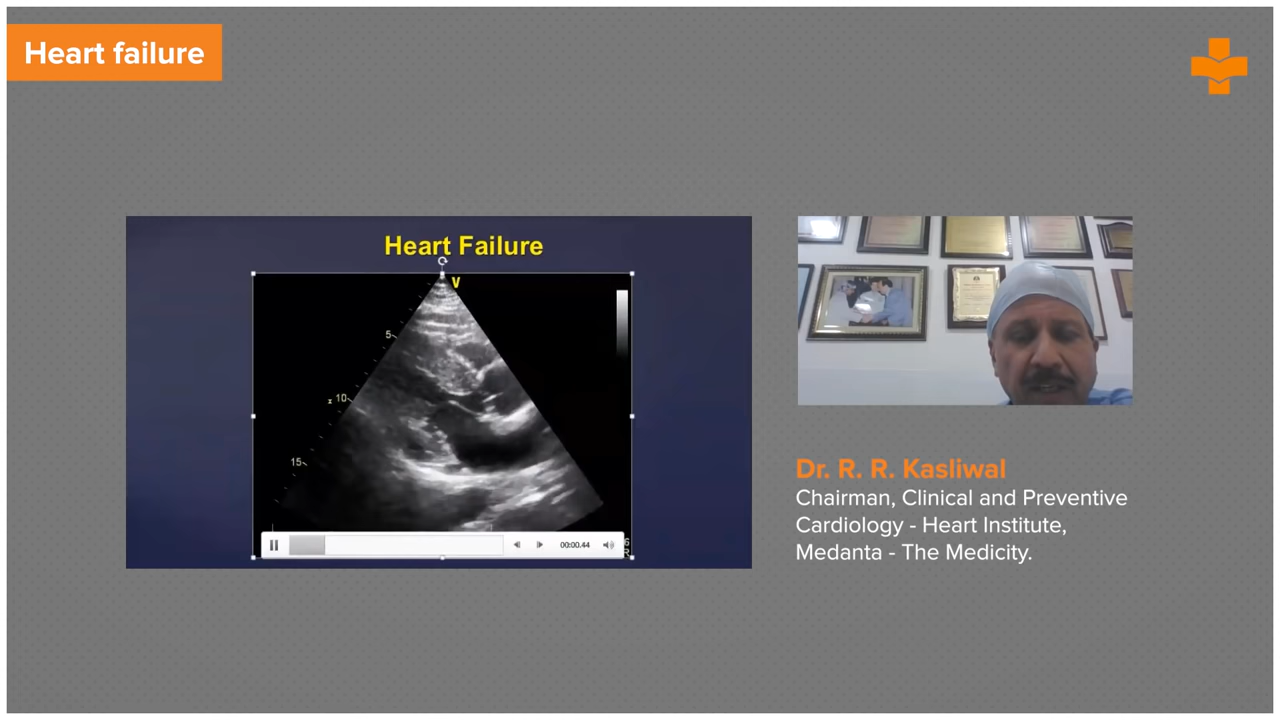 Heart failure
Heart Failure
V
5
x 10
15
00:00.44
Dr. R. R. Kasliwal
Chairman, Clinical and Preventive
Cardiology - Heart Institute,
Medanta - The Medicity.